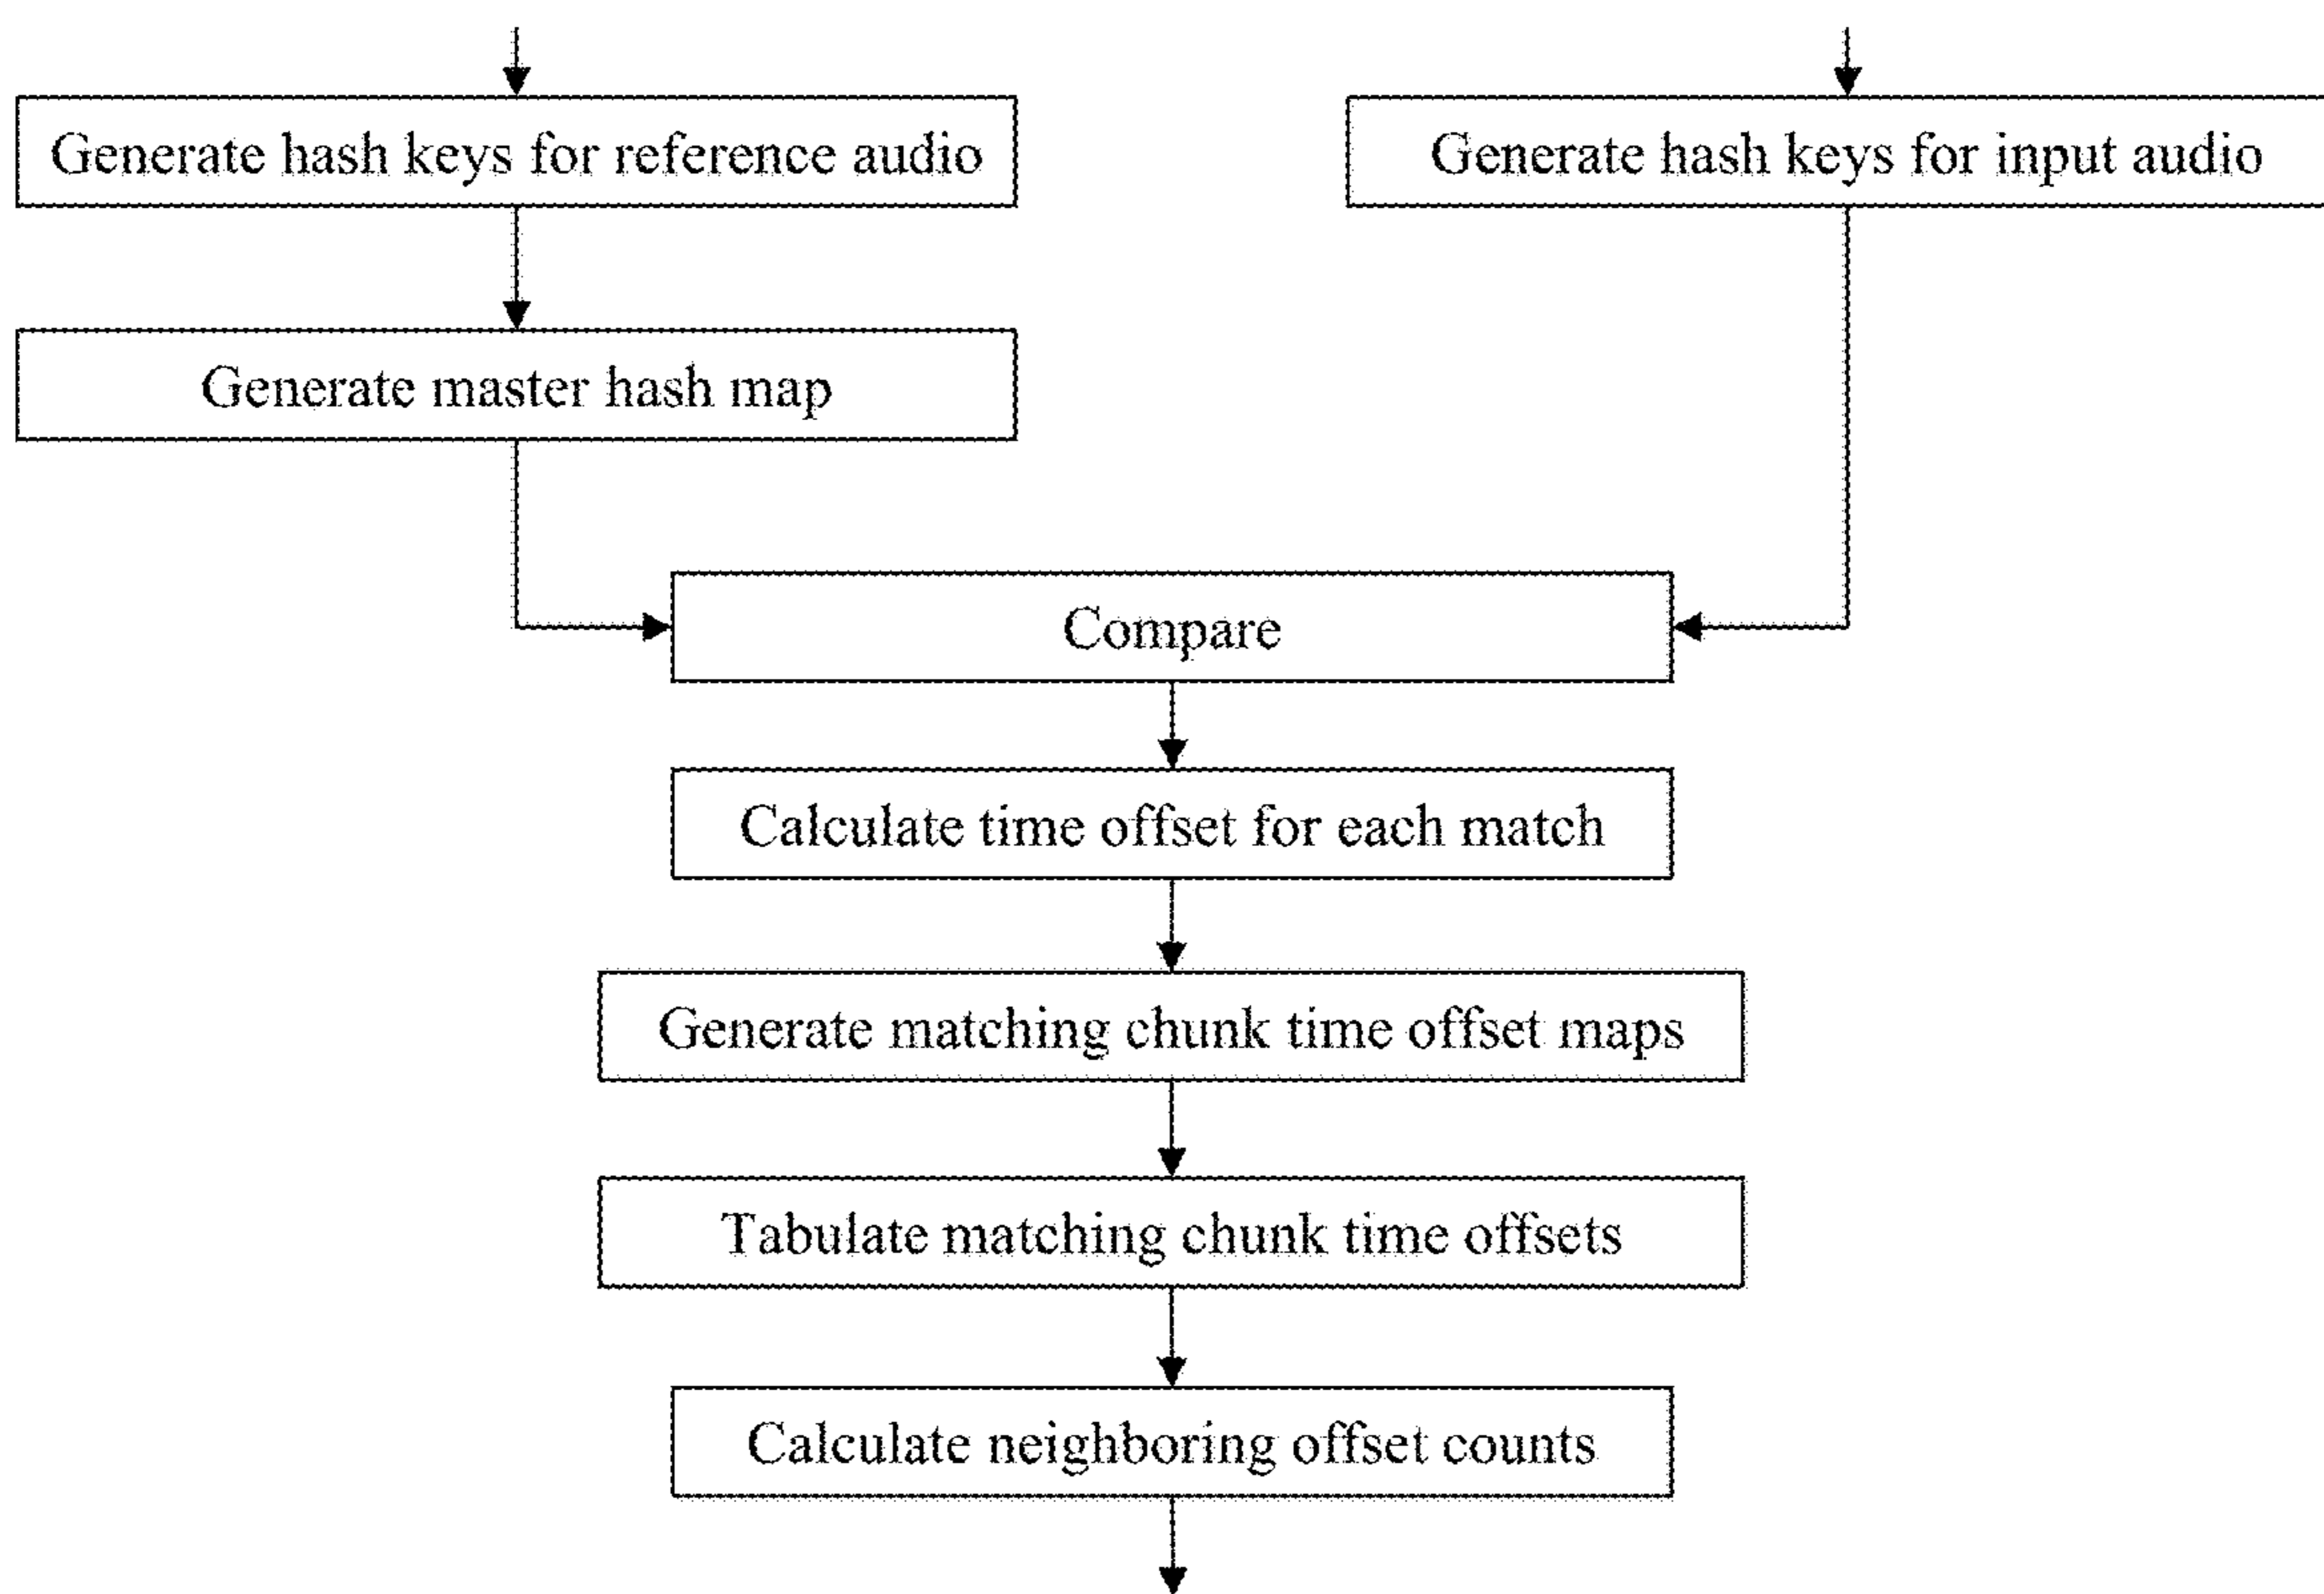 Generate hash keys for reference audio
Generate hash keys for input audio
Generate master hash map
Compare
Calculate time offset for each match
Generate matching chunk time offset maps
Tabulate matching chunk time offsets
Calculate neighboring offset counts